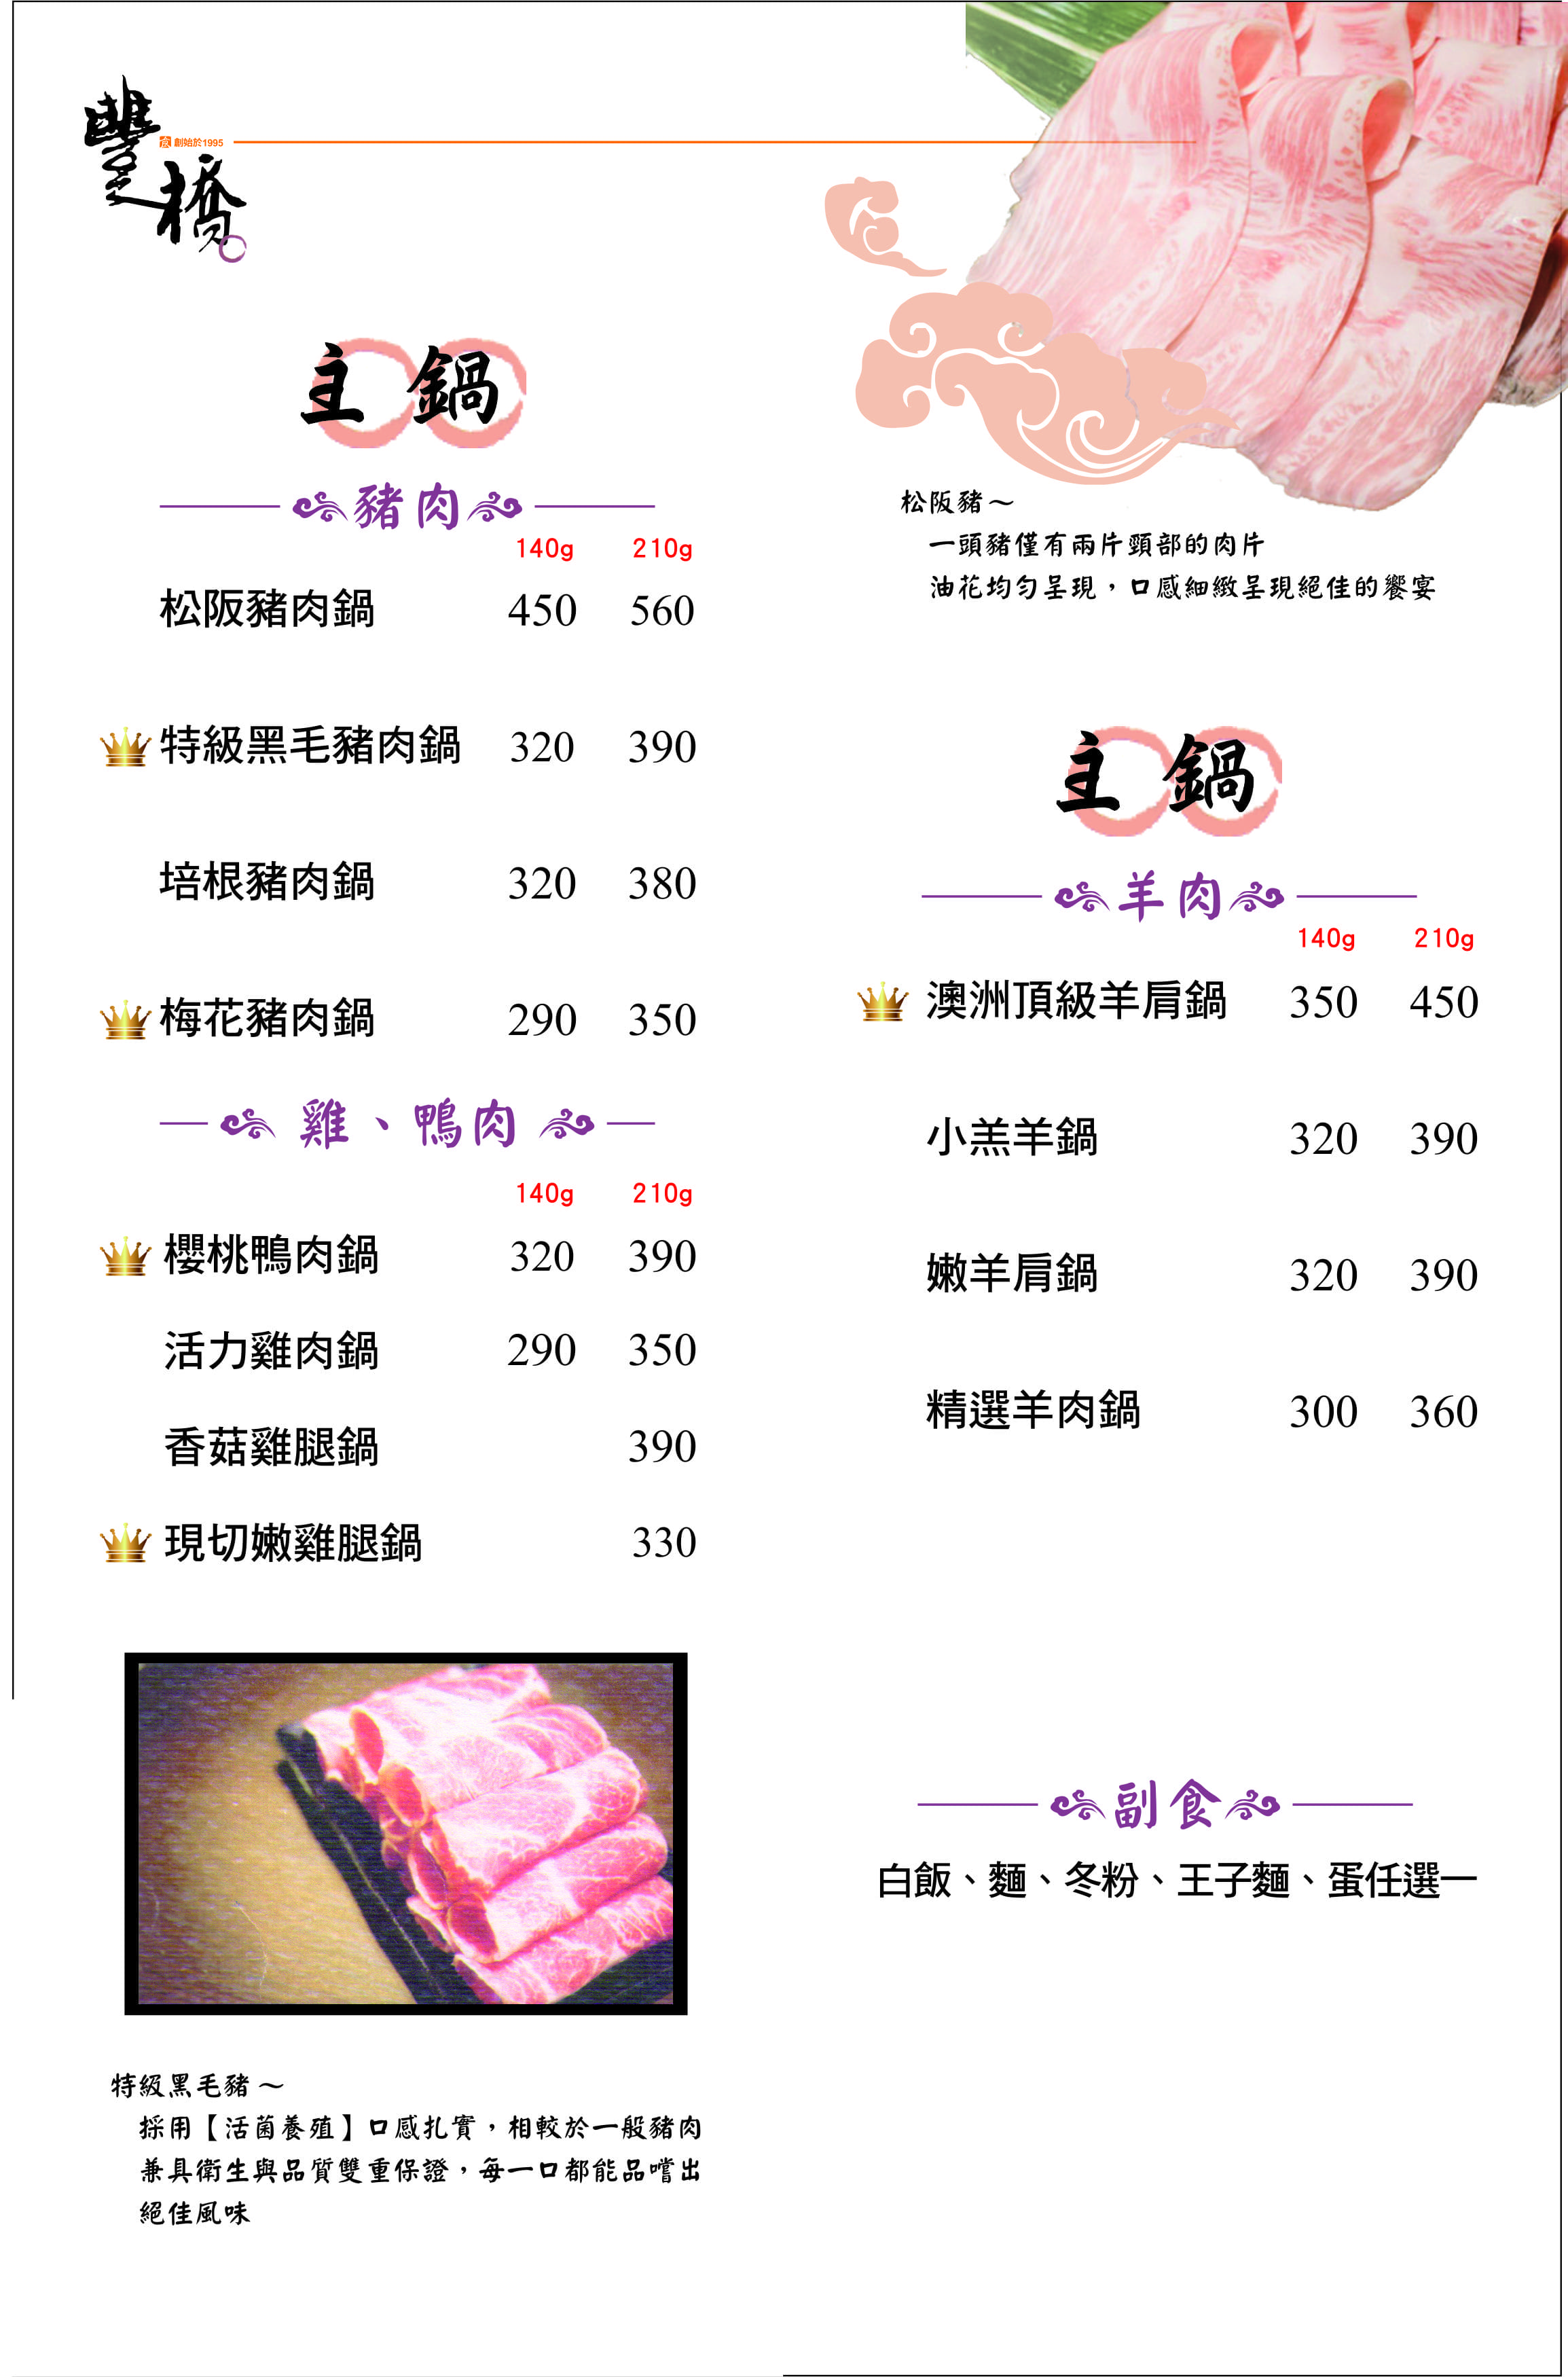 豐橋
食 創始於1995
主鍋
豬肉
140g 210g
松阪豬肉鍋 450 560
特級黑毛豬肉鍋 320 390
培根豬肉鍋 320 380
梅花豬肉鍋 290 350
雞、鴨肉
140g 210g
櫻桃鴨肉鍋 320 390
活力雞肉鍋 290 350
香菇雞腿鍋 390
現切嫩雞腿鍋 330
特級黑毛豬～
採用【活菌養殖】口感扎實，相較於一般豬肉
兼具衛生與品質雙重保證，每一口都能品嚐出
絕佳風味
松阪豬～
一頭豬僅有兩片頸部的肉片
油花均勻呈現，口感細緻呈現絕佳的饗宴
主鍋
羊肉
140g 210g
澳洲頂級羊肩鍋 350 450
小羔羊鍋 320 390
嫩羊肩鍋 320 390
精選羊肉鍋 300 360
副食
白飯、麵、冬粉、王子麵、蛋任選一